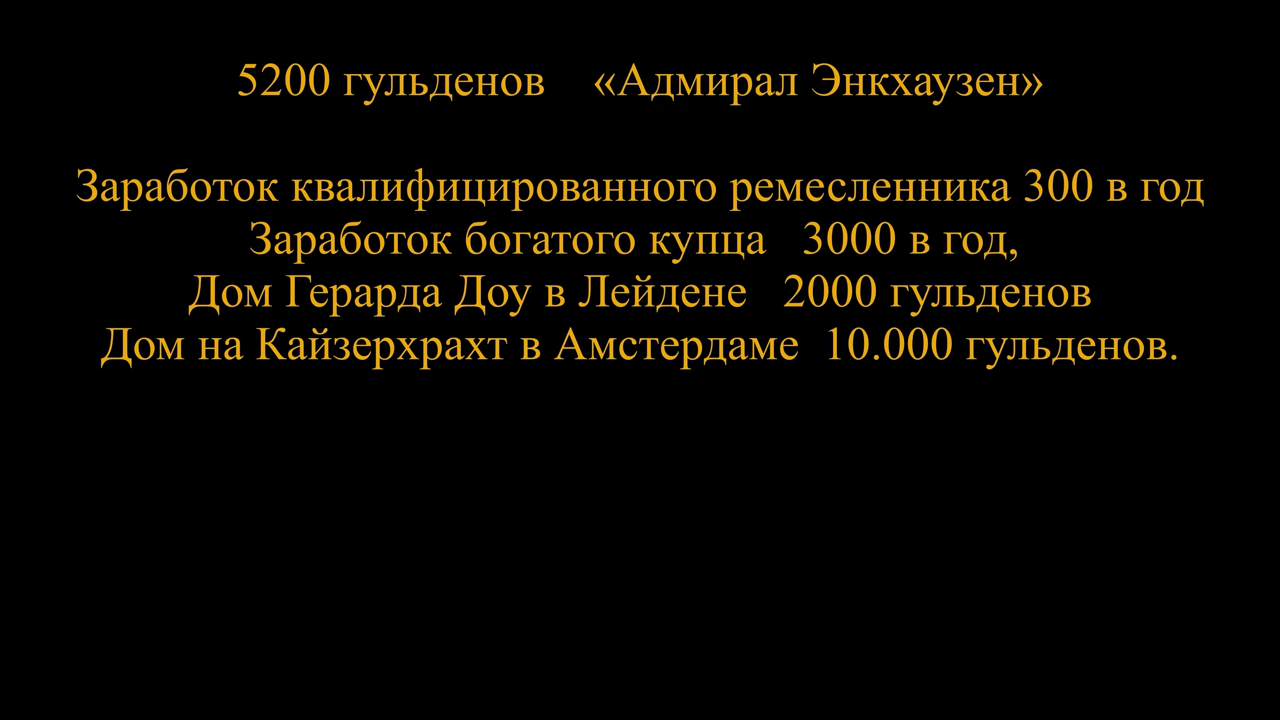 5200 гульденов «Адмирал Энкхаузен»
Заработок квалифицированного ремесленника 300 в год
Заработок богатого купца 3000 в год,
Дом Герарда Доу в Лейдене 2000 гульденов
Дом на Кайзерхрахт в Амстердаме 10.000 гульденов.